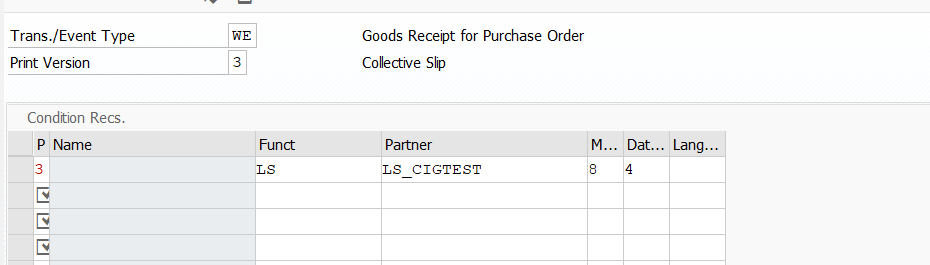 Trans./Event Type WE Goods Receipt for Purchase Order
Print Version 3 Collective Slip
Condition Recs.
P Name Funct Partner M... Dat... Lang...
3 LS LS_CIGTEST 8 4